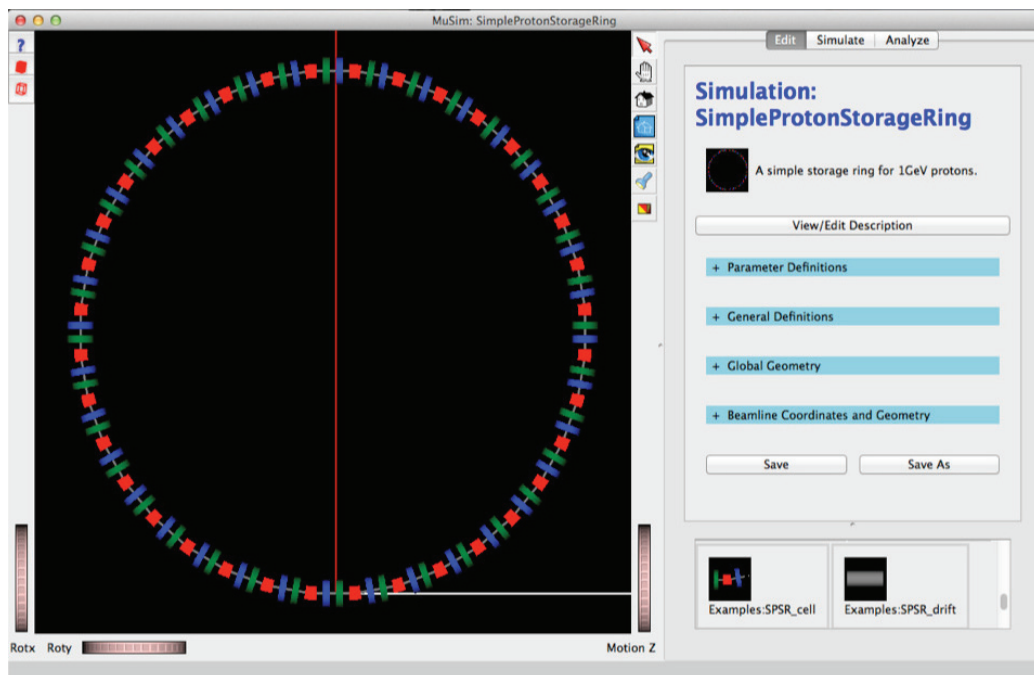 MuSim: SimpleProtonStorageRing
?
Edit Simulate Analyze
Simulation:
SimpleProtonStorageRing
A simple storage ring for 1GeV protons.
View/Edit Description
+ Parameter Definitions
+ General Definitions
+ Global Geometry
+ Beamline Coordinates and Geometry
Save Save As
Examples:SPSR_cell Examples:SPSR_drift
Rotx Roty Motion Z